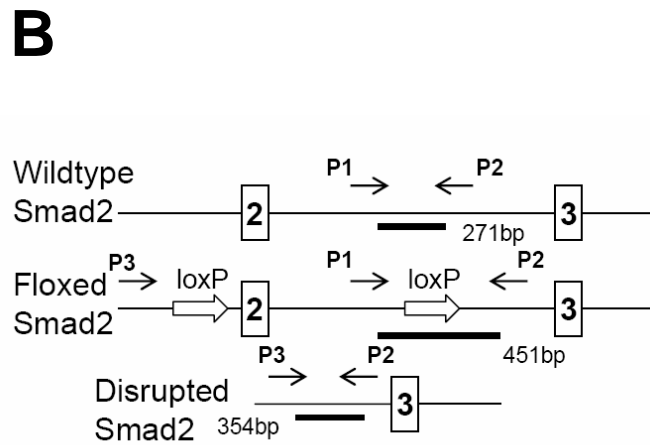 B
Wildtype
Smad2
P1
P2
2
3
271bp
Floxed
Smad2
P3
loxP
P1
loxP
P2
2
3
451bp
Disrupted
Smad2
P3
P2
3
354bp